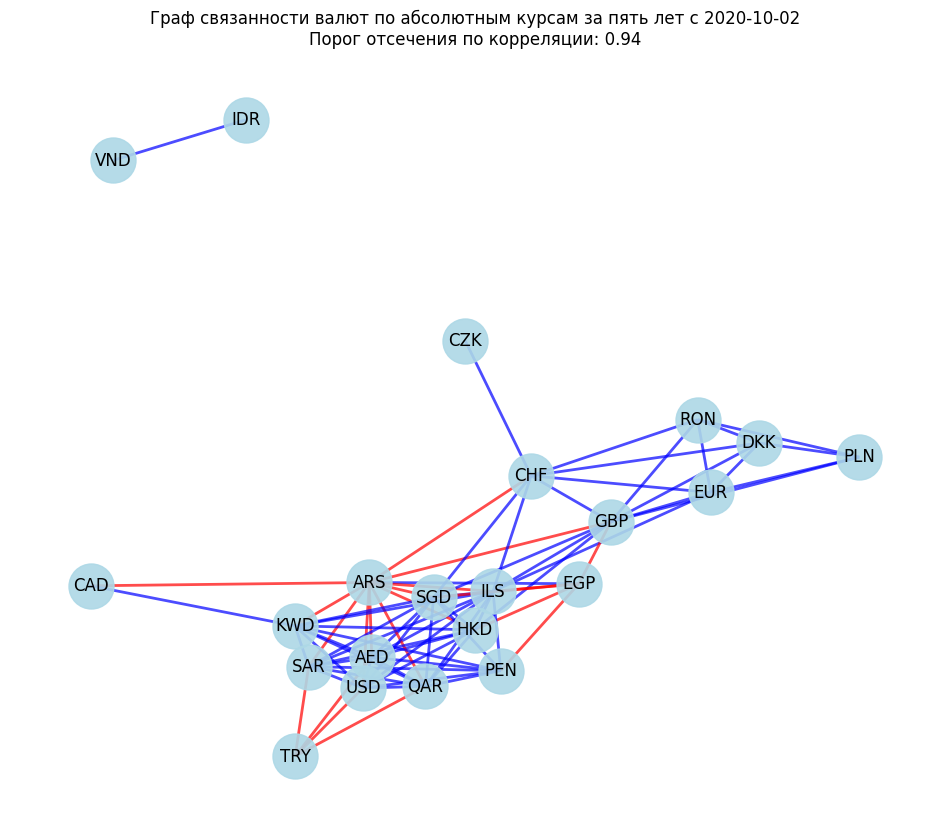 Граф связанности валют по абсолютным курсам за пять лет с 2020-10-02
Порог отсечения по корреляции: 0.94
IDR
VND
CZK
RON
DKK
PLN
CHF
EUR
GBP
ARS
EGP
CAD
ILS
SGD
KWD
HKD
AED
SAR
PEN
USD
QAR
TRY